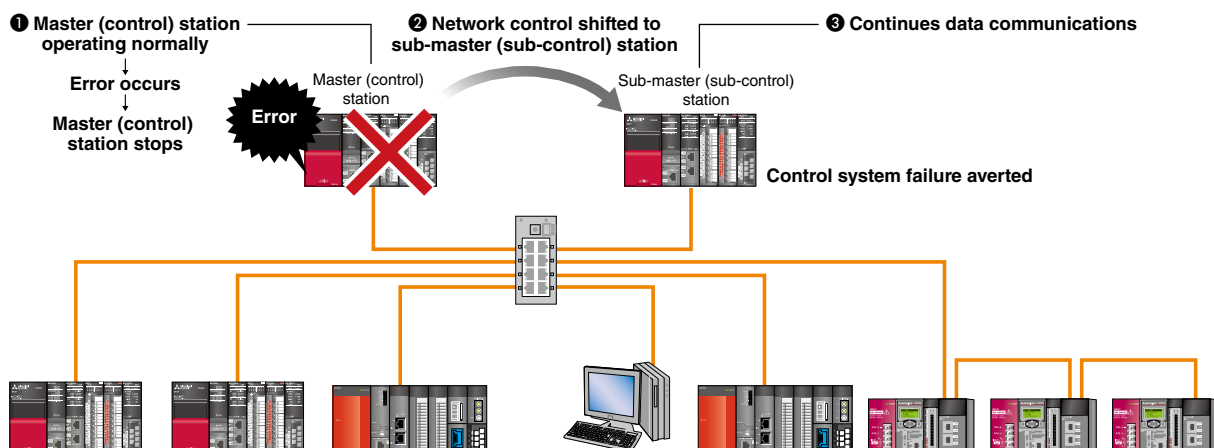 ❶ Master (control) station
operating normally
Error occurs
Master (control)
station stops
❷ Network control shifted to
sub-master (sub-control) station
❸ Continues data communications
Master (control)
station
Error
Sub-master (sub-control)
station
Control system failure averted